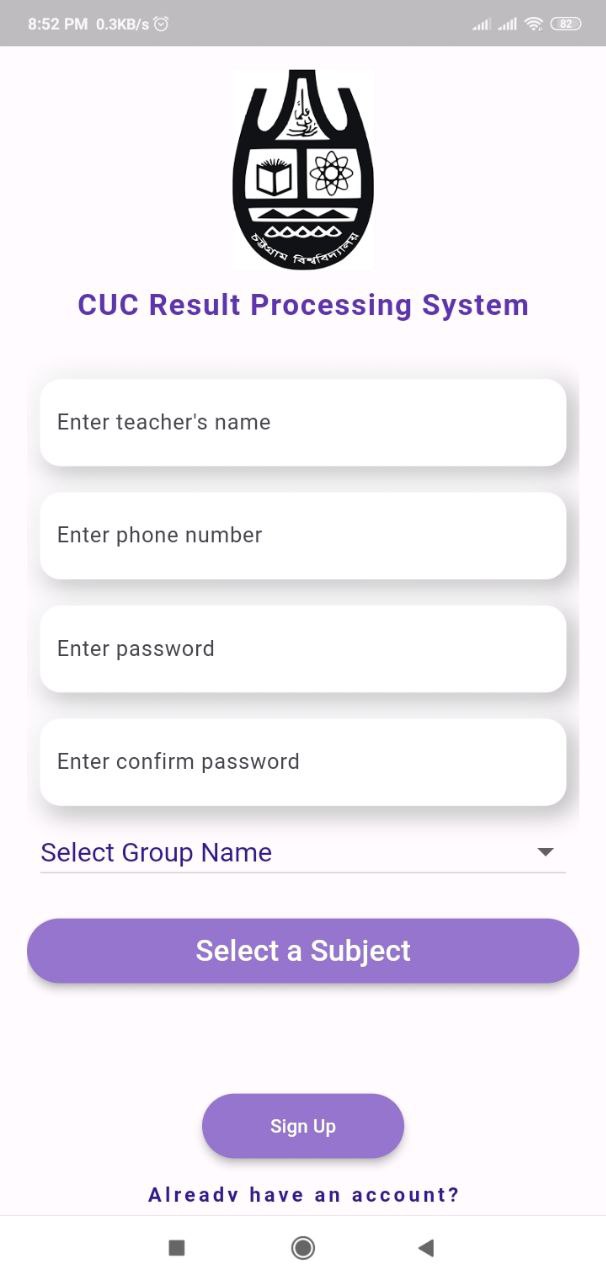 8:52 PM 0.3KB/s
82
চট্টগ্রাম বিশ্ববিদ্যালয়
CUC Result Processing System
Enter teacher's name
Enter phone number
Enter password
Enter confirm password
Select Group Name
Select a Subject
Sign Up
Already have an account?